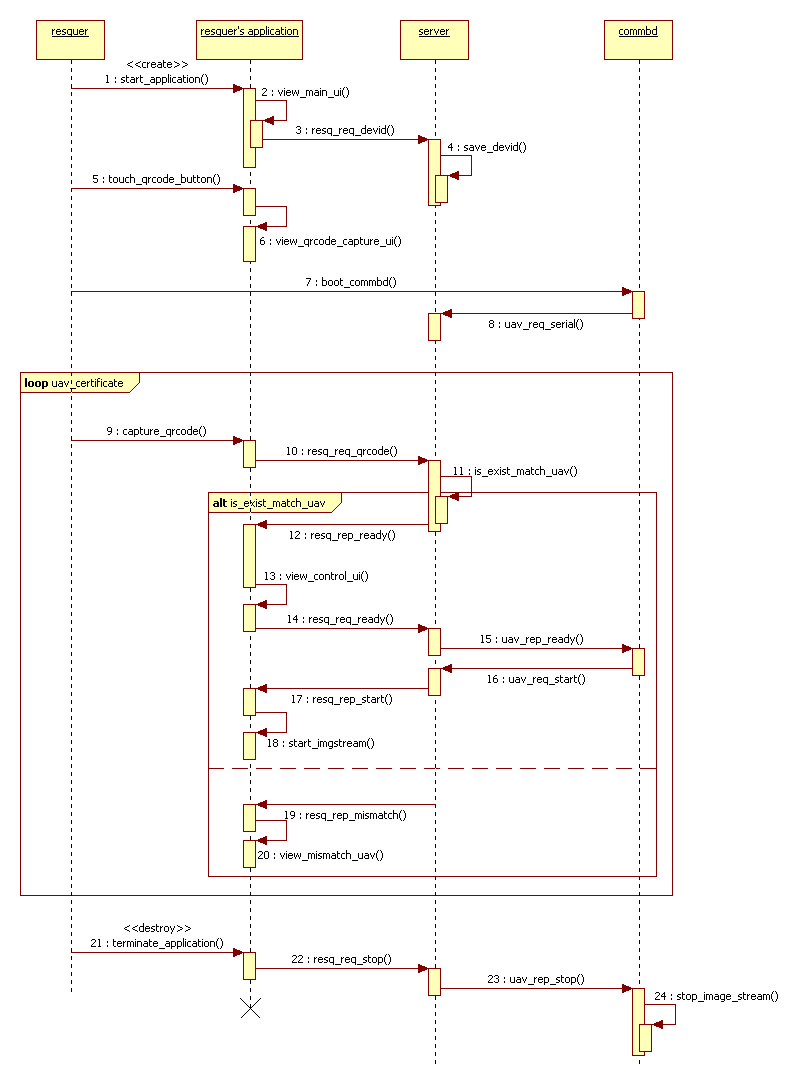 resquer
resquer's application
server
commbd
<<create>>
1 : start_application()
2 : view_main_ui()
3 : resq_req_devid()
4 : save_devid()
5 : touch_qrcode_button()
6 : view_qrcode_capture_ui()
7 : boot_commbd()
8 : uav_req_serial()
loop uav_certificate
9 : capture_qrcode()
10 : resq_req_qrcode()
11 : is_exist_match_uav()
alt is_exist_match_uav
12 : resq_rep_ready()
13 : view_control_ui()
14 : resq_req_ready()
15 : uav_rep_ready()
16 : uav_req_start()
17 : resq_rep_start()
18 : start_imgstream()
19 : resq_rep_mismatch()
20 : view_mismatch_uav()
<<destroy>>
21 : terminate_application()
22 : resq_req_stop()
23 : uav_rep_stop()
24 : stop_image_stream()